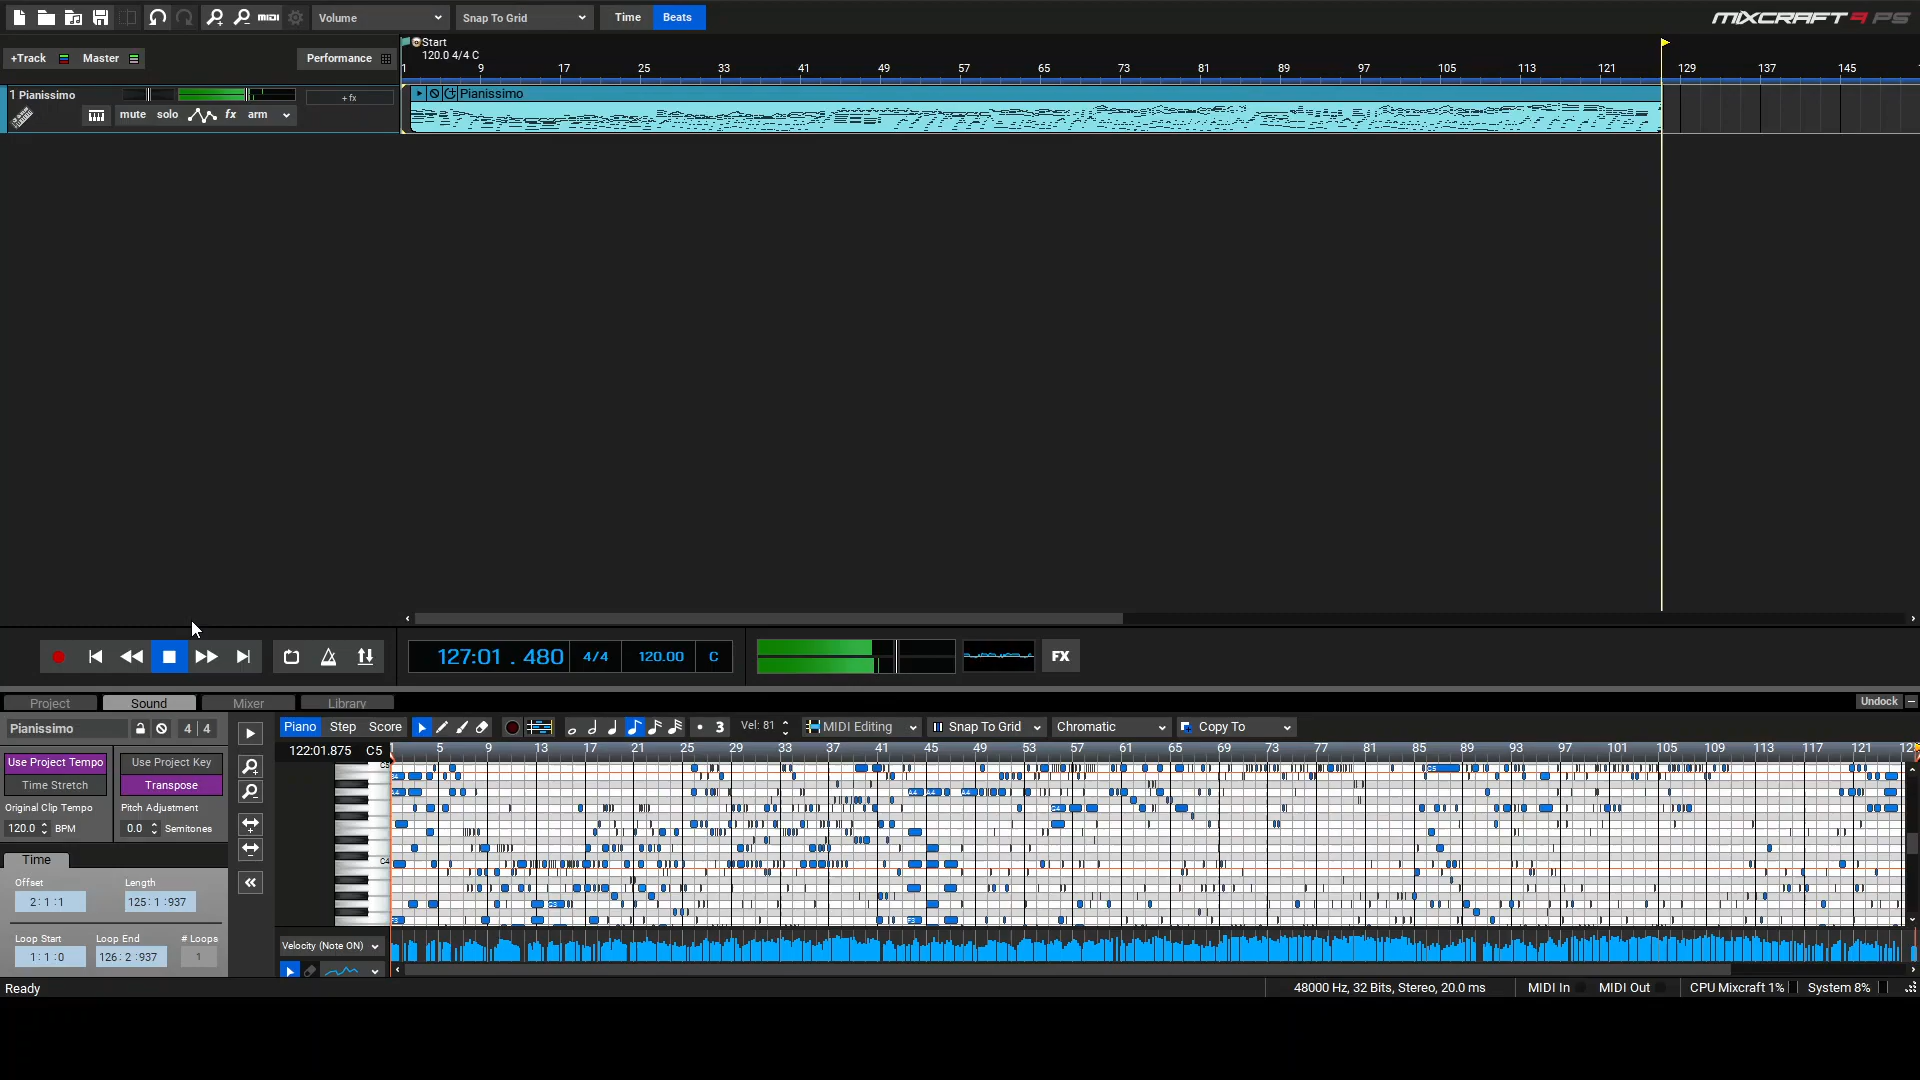 MIDI Volume Snap To Grid Time Beats MIXCRAFT 9 PS
+Track Master Performance
Start
120.0 4/4 C
1 9 17 25 33 41 49 57 65 73 81 89 97 105 113 121 129 137 145
1 Pianissimo + fx Pianissimo
mute solo fx arm
127:01 . 480 4/4 120.00 C FX
Project Sound Mixer Library Undock
Pianissimo 4 4 Piano Step Score 3 Vel: 81 MIDI Editing Snap To Grid Chromatic Copy To
122:01.875 C5 5 9 13 17 21 25 29 33 37 41 45 49 53 57 61 65 69 73 77 81 85 89 93 97 101 105 109 113 117 121
Use Project Tempo Use Project Key
Time Stretch Transpose
Original Clip Tempo Pitch Adjustment
120.0 BPM 0.0 Semitones
C5
A4 A4 A4 A4
C4
Time
Offset Length
2: 1 :1 125: 1 :937
Loop Start Loop End # Loops
1: 1 :0 126: 2 :937 1
Velocity (Note ON)
Ready 48000 Hz, 32 Bits, Stereo, 20.0 ms MIDI In MIDI Out CPU Mixcraft 1% System 8%